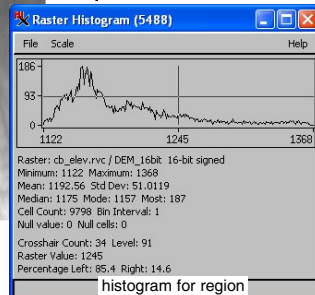 Raster Histogram (5488)
File Scale Help
186
93
0
1122 1245 1368
Raster: cb_elev.rvc / DEM_16bit 16-bit signed
Minimum: 1122 Maximum: 1368
Mean: 1192.56 Std Dev: 51.0119
Median: 1175 Mode: 1157 Most: 187
Cell Count: 9798 Bin Interval: 1
Null value: 0 Null cells: 0
Crosshair Count: 34 Level: 91
Raster Value: 1245
Percentage Left: 85.4 Right: 14.6
histogram for region